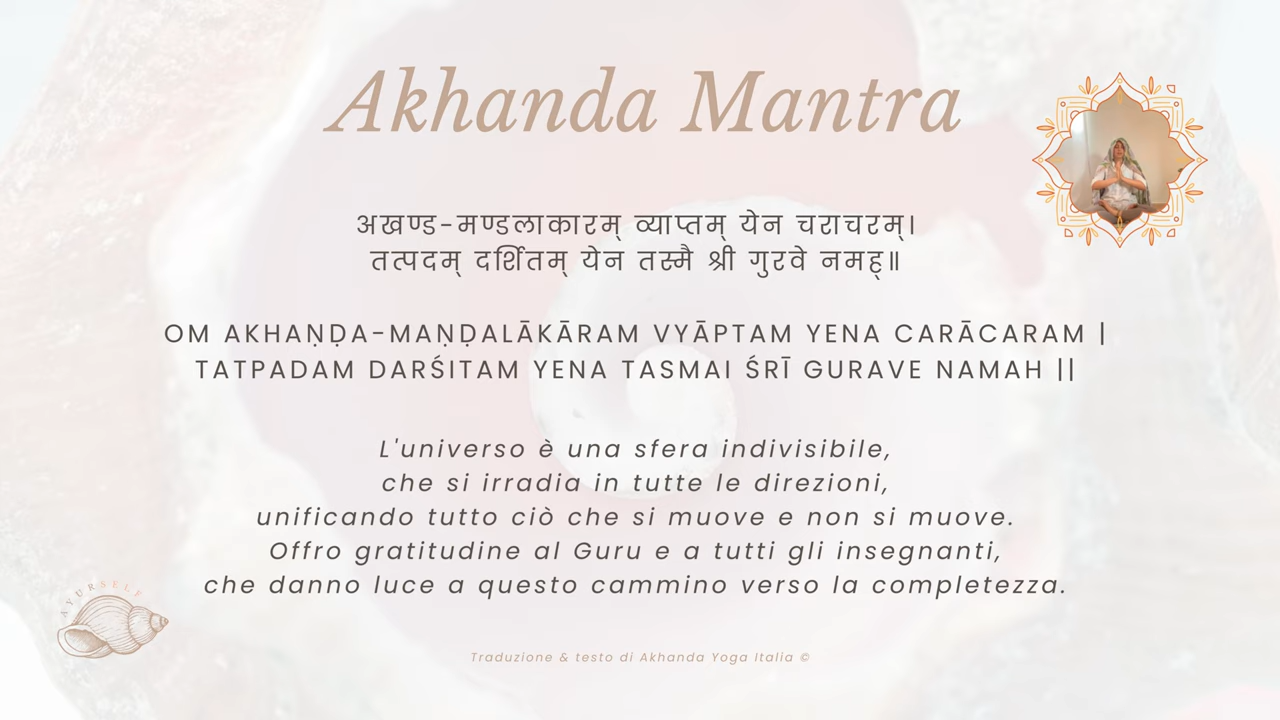 Akhanda Mantra
अखण्ड-मण्डलाकारम् व्याप्तम् येन चराचरम्।
तत्पदम् दर्शितम् येन तस्मै श्री गुरवे नमह्॥
OM AKHAṆḌA-MAṆḌALĀKĀRAM VYĀPTAM YENA CARĀCARAM |
TATPADAM DARŚITAM YENA TASMAI ŚRĪ GURAVE NAMAH ||
L'universo è una sfera indivisibile,
che si irradia in tutte le direzioni,
unificando tutto ciò che si muove e non si muove.
Offro gratitudine al Guru e a tutti gli insegnanti,
che danno luce a questo cammino verso la completezza.
AYURSELF
Traduzione & testo di Akhanda Yoga Italia ©